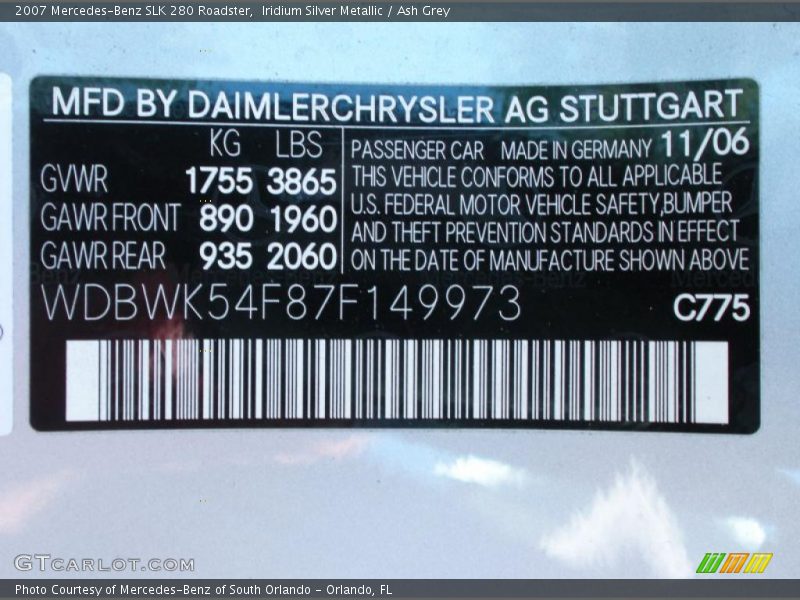 2007 Mercedes-Benz SLK 280 Roadster, Iridium Silver Metallic / Ash Grey
MFD BY DAIMLERCHRYSLER AG STUTTGART
KG LBS
GVWR 1755 3865
GAWR FRONT 890 1960
GAWR REAR 935 2060
PASSENGER CAR MADE IN GERMANY 11/06
THIS VEHICLE CONFORMS TO ALL APPLICABLE
U.S. FEDERAL MOTOR VEHICLE SAFETY,BUMPER
AND THEFT PREVENTION STANDARDS IN EFFECT
ON THE DATE OF MANUFACTURE SHOWN ABOVE
WDBWK54F87F149973 C775
GTCARLOT.COM
Photo Courtesy of Mercedes-Benz of South Orlando - Orlando, FL